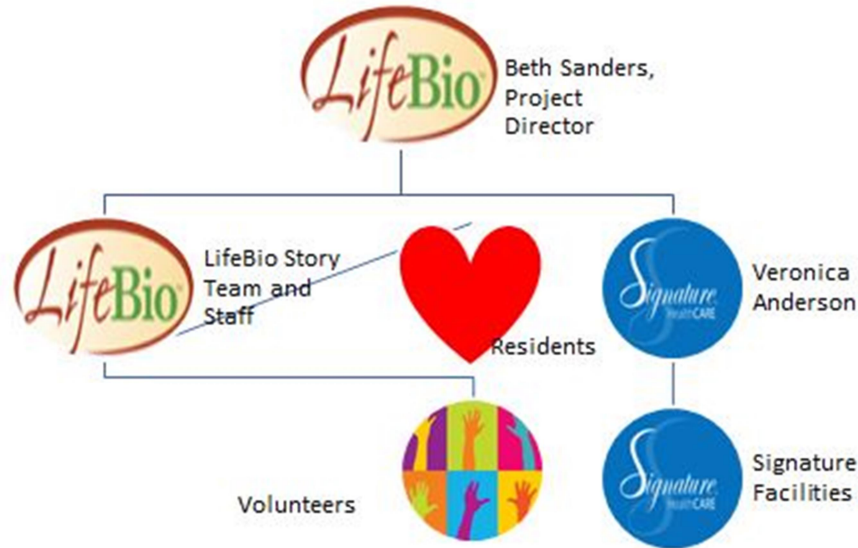 LifeBio
Beth Sanders,
Project
Director
LifeBio
LifeBio Story
Team and
Staff
Residents
Signature
HealthCARE
Veronica
Anderson
Volunteers
Signature
HealthCARE
Signature
Facilities